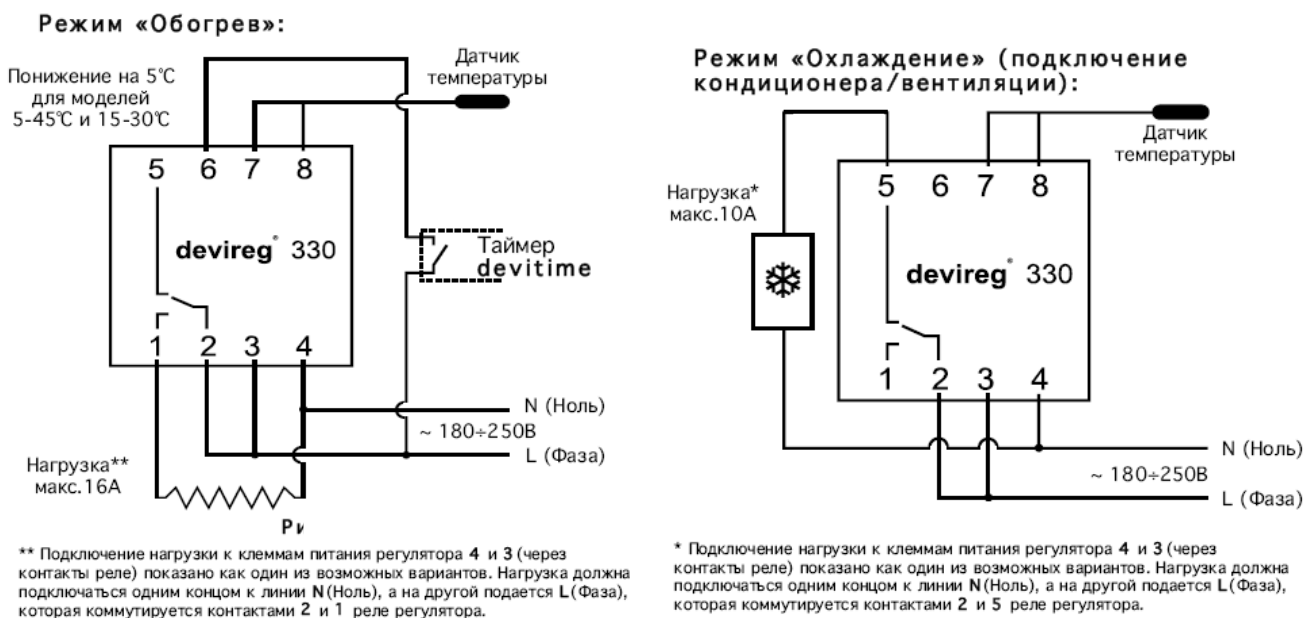 Режим «Обогрев»:
Понижение на 5°C
для моделей
5-45°C и 15-30°C
Датчик
температуры
5 6 7 8
devireg® 330
Таймер
devitime
1 2 3 4
N (Ноль)
~ 180÷250В
L (Фаза)
Нагрузка**
макс.16А
Ри
** Подключение нагрузки к клеммам питания регулятора 4 и 3 (через
контакты реле) показано как один из возможных вариантов. Нагрузка должна
подключаться одним концом к линии N(Ноль), а на другой подается L(Фаза),
которая коммутируется контактами 2 и 1 реле регулятора.
Режим «Охлаждение» (подключение
кондиционера/вентиляции):
Датчик
температуры
Нагрузка*
макс.10А
5 6 7 8
devireg® 330
1 2 3 4
N (Ноль)
~ 180÷250В
L (Фаза)
* Подключение нагрузки к клеммам питания регулятора 4 и 3 (через
контакты реле) показано как один из возможных вариантов. Нагрузка должна
подключаться одним концом к линии N(Ноль), а на другой подается L(Фаза),
которая коммутируется контактами 2 и 5 реле регулятора.